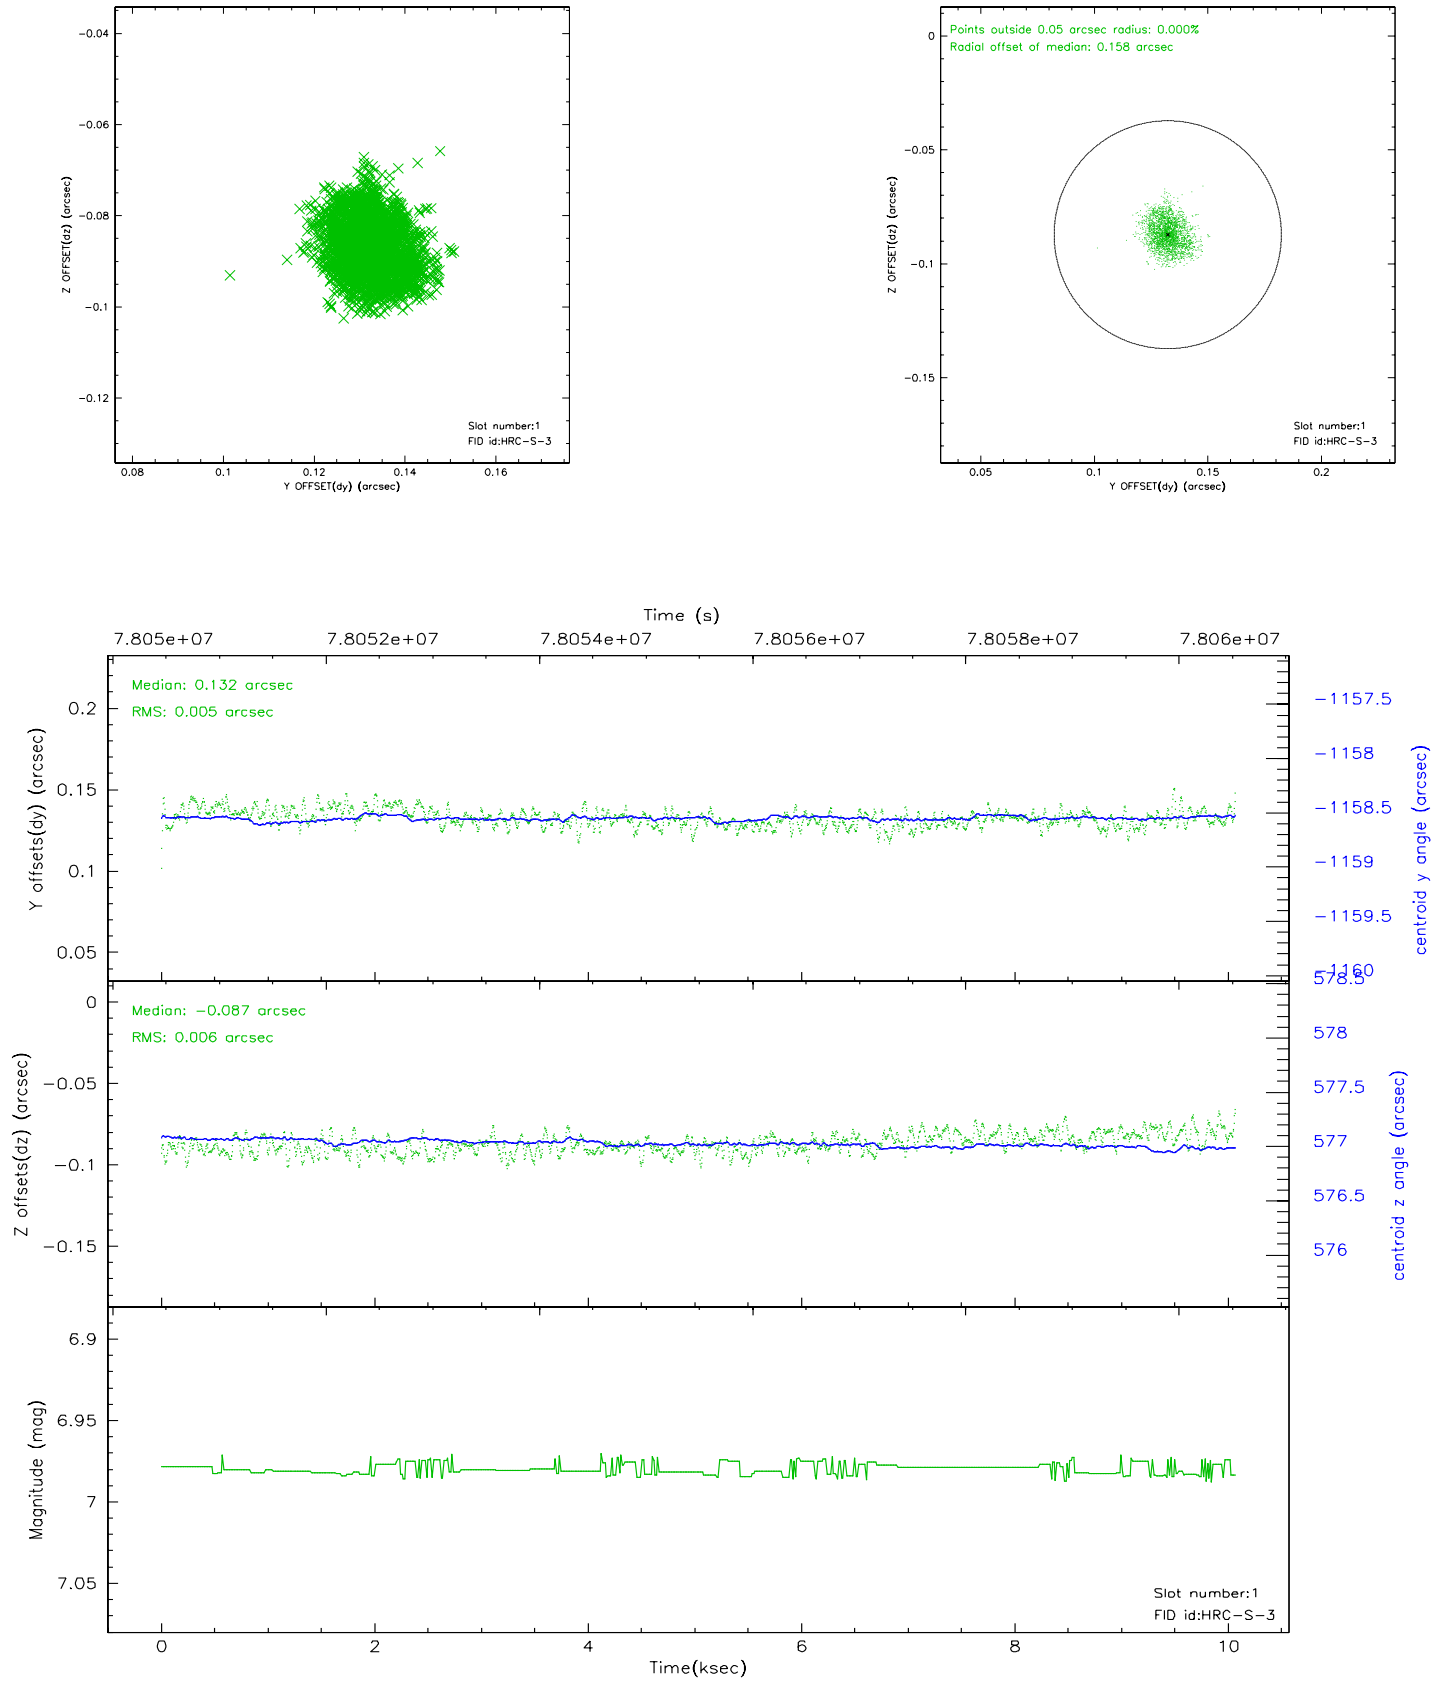 -0.04
-0.06
-0.08
-0.1
-0.12
Z OFFSET(dz) (arcsec)
Slot number:1
FID id:HRC-S-3
0.08 0.1 0.12 0.14 0.16
Y OFFSET(dy) (arcsec)
Points outside 0.05 arcsec radius: 0.000%
Radial offset of median: 0.158 arcsec
0
-0.05
-0.1
-0.15
Z OFFSET(dz) (arcsec)
Slot number:1
FID id:HRC-S-3
0.05 0.1 0.15 0.2
Y OFFSET(dy) (arcsec)
Time (s)
7.805e+07 7.8052e+07 7.8054e+07 7.8056e+07 7.8058e+07 7.806e+07
Median: 0.132 arcsec
RMS: 0.005 arcsec
0.2
0.15
0.1
0.05
Y offsets(dy) (arcsec)
-1157.5
-1158
-1158.5
-1159
-1159.5
-1160
centroid y angle (arcsec)
Median: -0.087 arcsec
RMS: 0.006 arcsec
0
-0.05
-0.1
-0.15
Z offsets(dz) (arcsec)
578.5
578
577.5
577
576.5
576
centroid z angle (arcsec)
6.9
6.95
7
7.05
Magnitude (mag)
Slot number:1
FID id:HRC-S-3
0 2 4 6 8 10
Time(ksec)